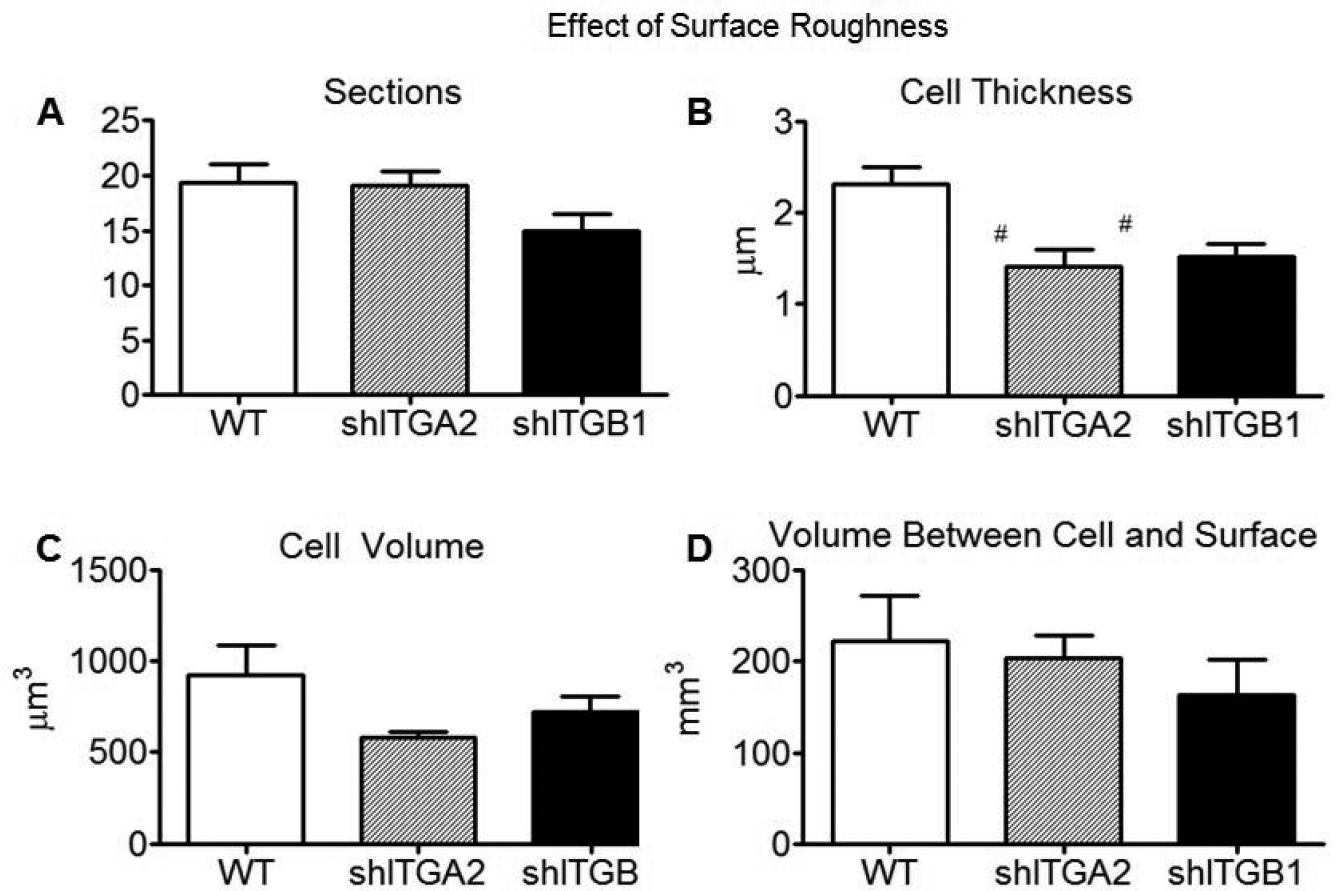 Effect of Surface Roughness
A
Sections
25
20
15
10
5
0
WT shITGA2 shITGB1
B
Cell Thickness
3
2
1
0
μm
# #
WT shITGA2 shITGB1
C
Cell Volume
1500
1000
500
0
μm³
WT shITGA2 shITGB
D
Volume Between Cell and Surface
300
200
100
0
mm³
WT shITGA2 shITGB1